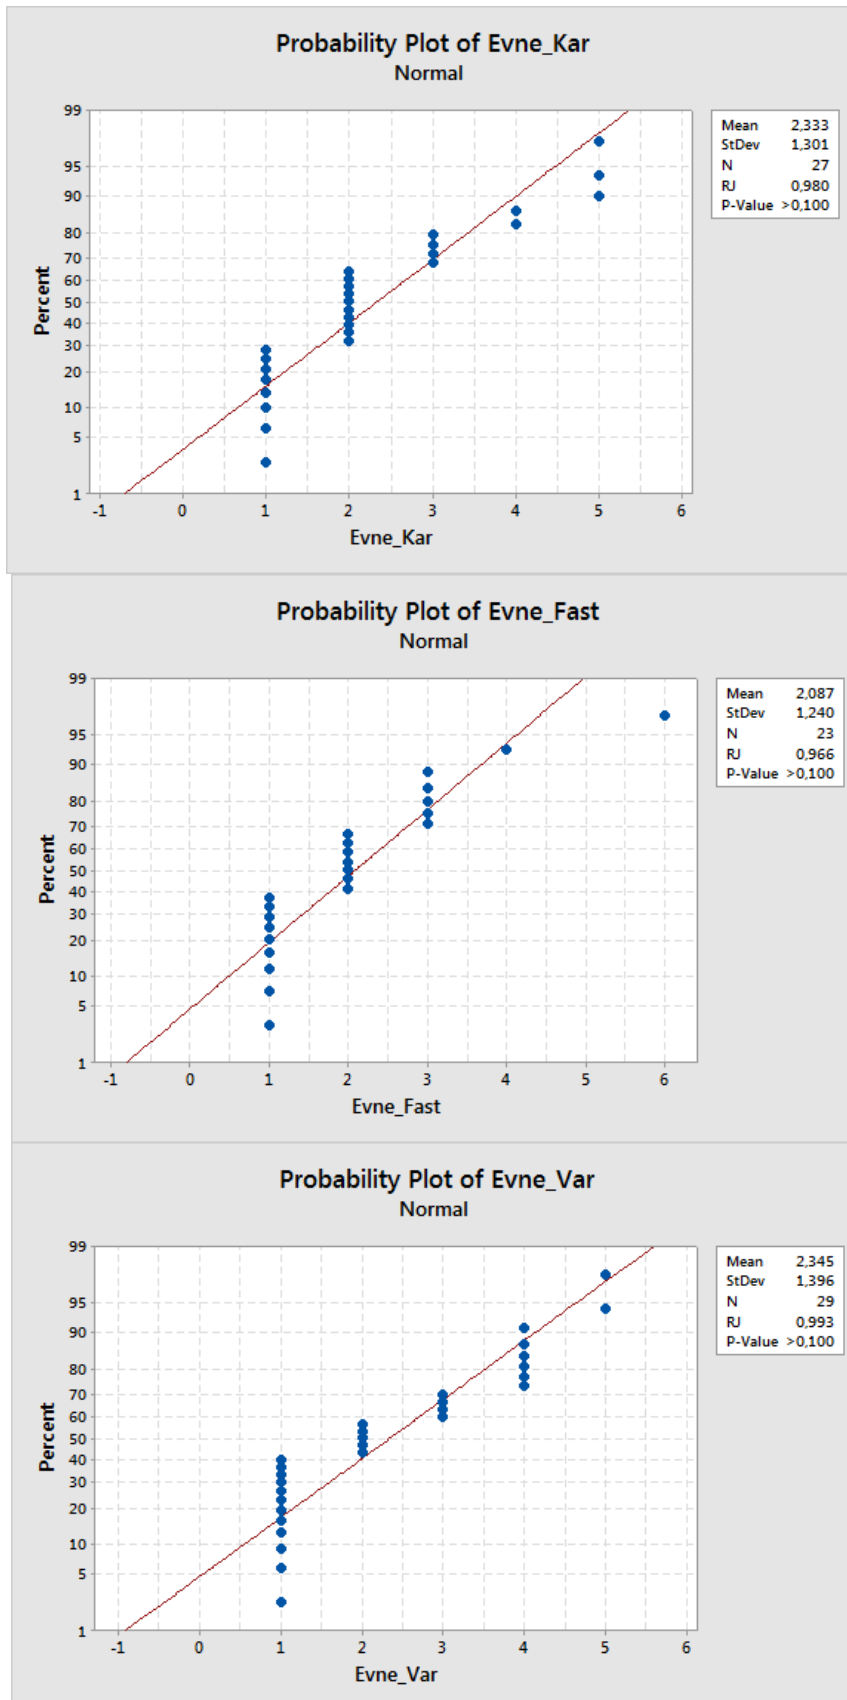 Probability Plot of Evne_Kar
Normal
99
95
90
80
70
60
50
40
30
20
10
5
1
Percent
-1 0 1 2 3 4 5 6
Evne_Kar
Mean 2,333
StDev 1,301
N 27
RJ 0,980
P-Value >0,100
Probability Plot of Evne_Fast
Normal
99
95
90
80
70
60
50
40
30
20
10
5
1
Percent
-1 0 1 2 3 4 5 6
Evne_Fast
Mean 2,087
StDev 1,240
N 23
RJ 0,966
P-Value >0,100
Probability Plot of Evne_Var
Normal
99
95
90
80
70
60
50
40
30
20
10
5
1
Percent
-1 0 1 2 3 4 5 6
Evne_Var
Mean 2,345
StDev 1,396
N 29
RJ 0,993
P-Value >0,100